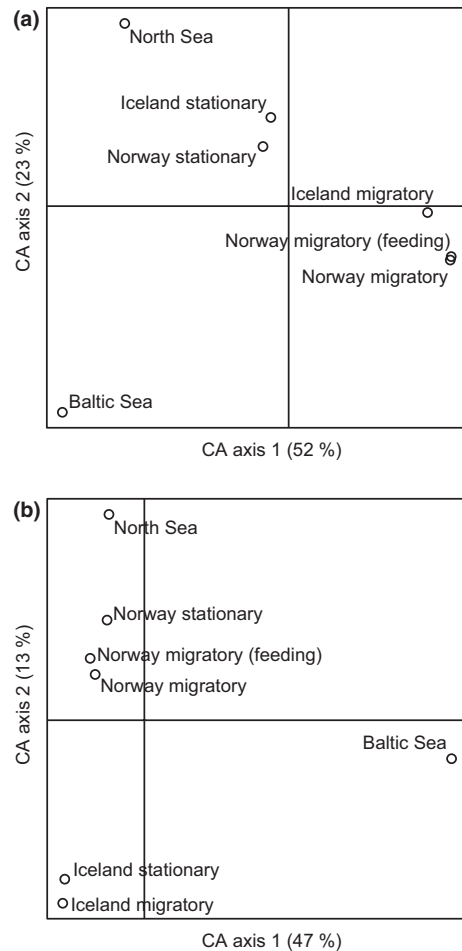 (a)
North Sea
Iceland stationary
Norway stationary
Iceland migratory
Norway migratory (feeding)
Norway migratory
Baltic Sea
CA axis 2 (23 %)
CA axis 1 (52 %)
(b)
North Sea
Norway stationary
Norway migratory (feeding)
Norway migratory
Baltic Sea
Iceland stationary
Iceland migratory
CA axis 2 (13 %)
CA axis 1 (47 %)